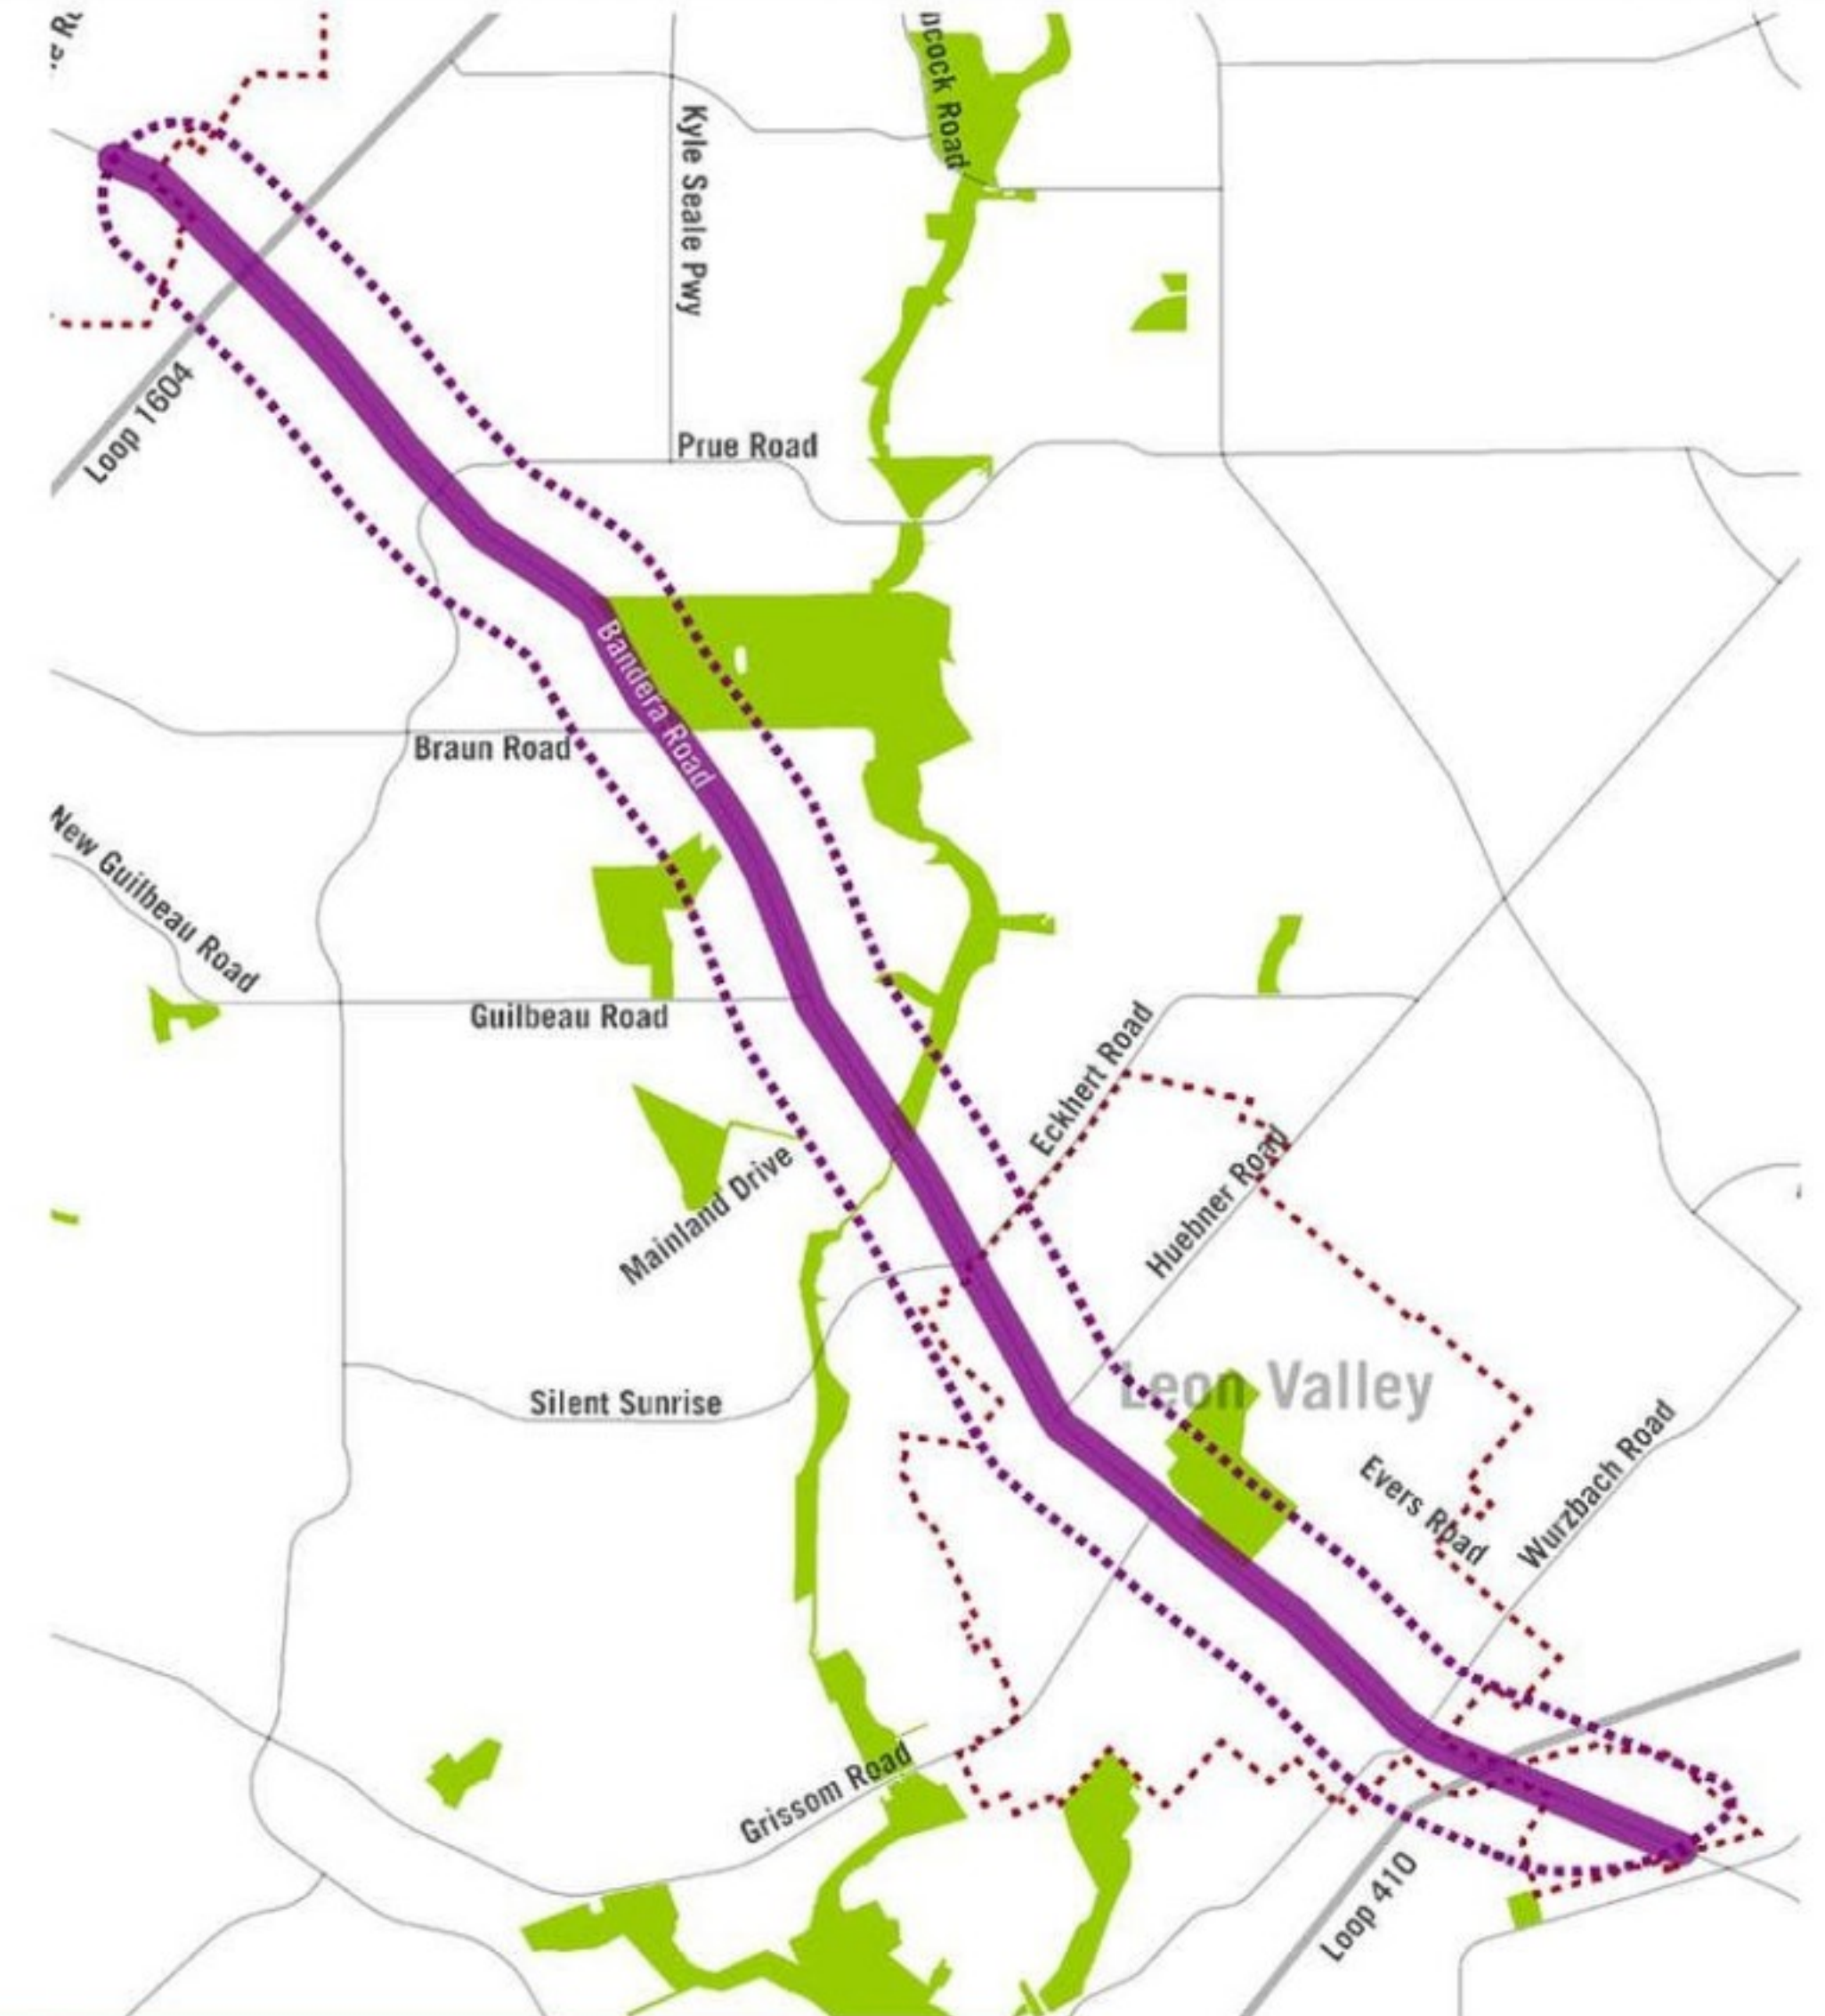 Kyle Seale Pwy
Loop 1604
Prue Road
Bandera Road
Braun Road
New Guilbeau Road
Guilbeau Road
Eckhert Road
Mainland Drive
Huebner Road
Leon Valley
Silent Sunrise
Evers Road
Wurzbach Road
Grissom Road
Loop 410